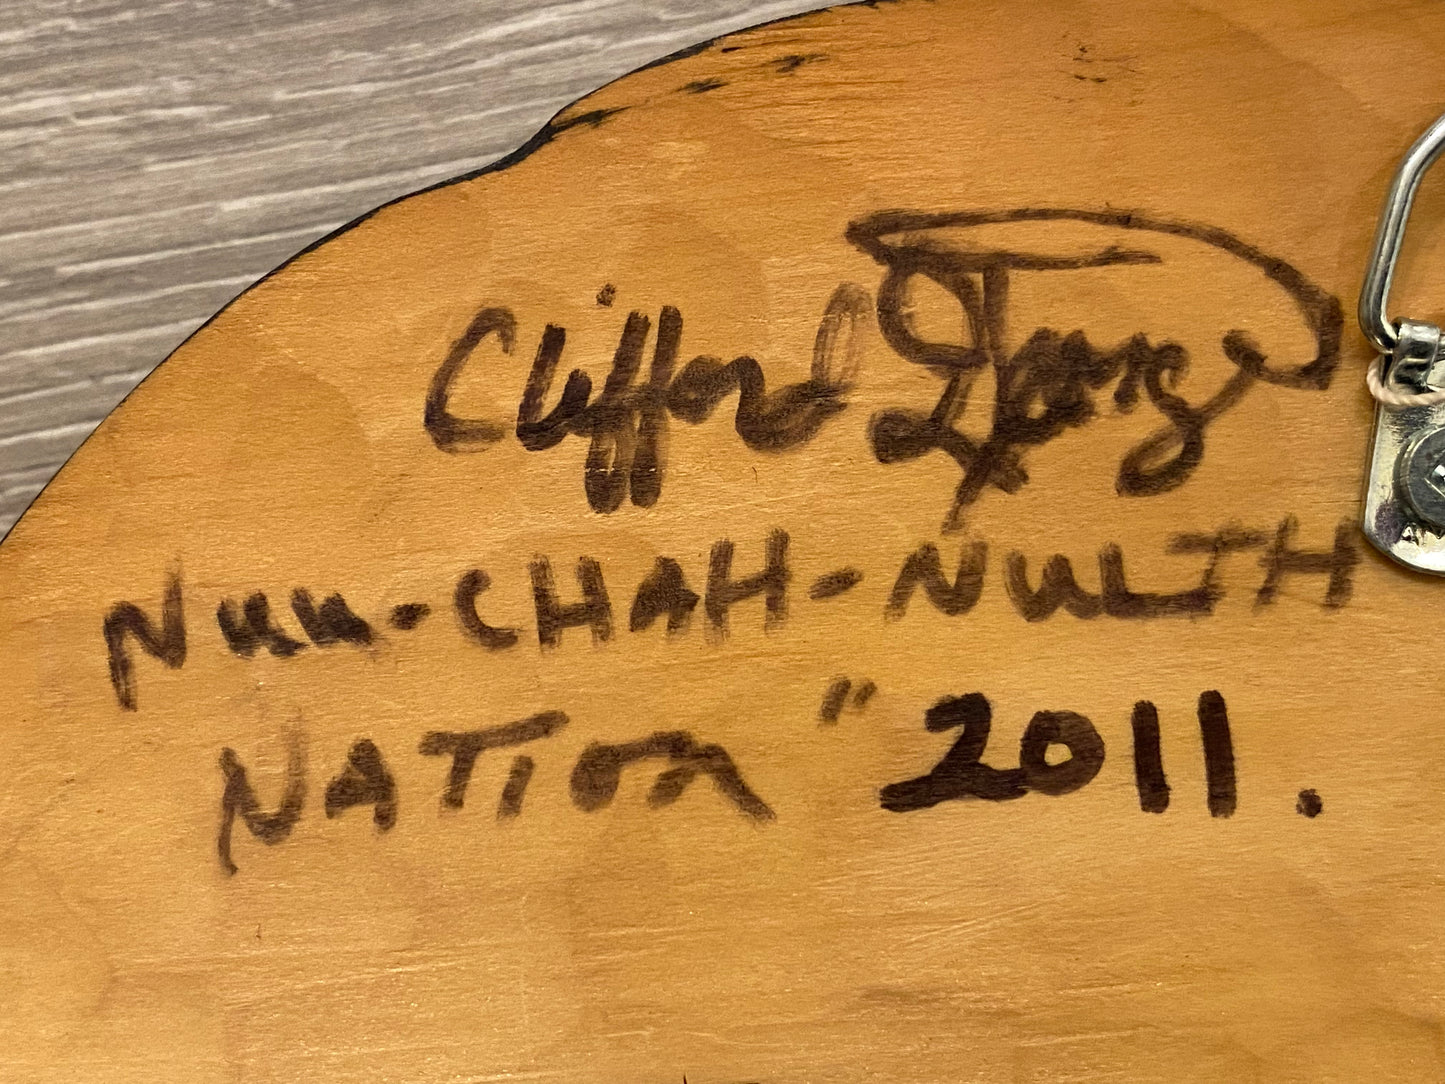 Clifford
NUU-CHAH-NULTH
NATION " 2011.